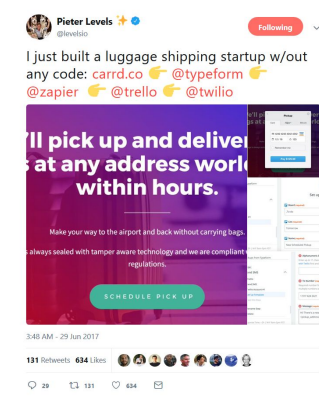 Pieter Levels
@levelsio
Following
I just built a luggage shipping startup w/out
any code: carrd.co 👉 @typeform 👉
@zapier 👉 @trello 👉 @twilio
'll pick up and deliver
at any address worl
within hours.
Make your way to the airport and back without carrying bags.
always sealed with tamper aware technology and we are compliant
regulations.
SCHEDULE PICK UP
3:48 AM - 29 Jun 2017
131 Retweets 634 Likes
29 131 634